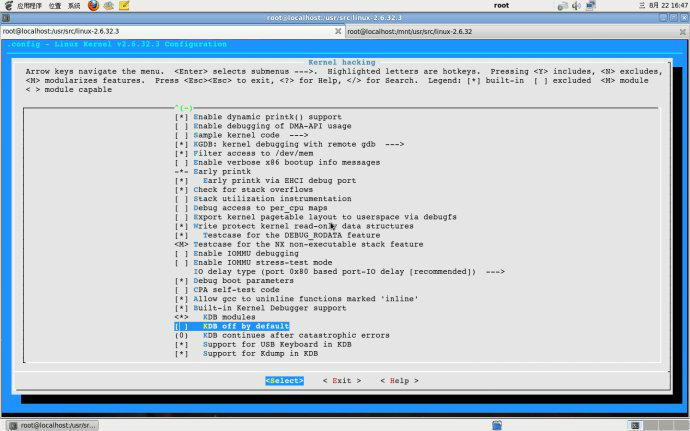 应用程序 位置 系统
root
三 8月 22 16:47
root@localhost:/usr/src/linux-2.6.32.3
root@localhost:/usr/src/linux-2.6.32.3
root@localhost:/mnt/usr/src/linux-2.6.32
.config - Linux Kernel v2.6.32.3 Configuration
Kernel hacking
Arrow keys navigate the menu. <Enter> selects submenus --->. Highlighted letters are hotkeys. Pressing <Y> includes, <N> excludes,
<M> modularizes features. Press <Esc><Esc> to exit, <?> for Help, </> for Search. Legend: [*] built-in [ ] excluded <M> module
< > module capable
^(-)
[*] Enable dynamic printk() support
[ ] Enable debugging of DMA-API usage
[ ] Sample kernel code --->
[*] KGDB: kernel debugging with remote gdb --->
[*] Filter access to /dev/mem
[ ] Enable verbose x86 bootup info messages
-*- Early printk
[*] Early printk via EHCI debug port
[*] Check for stack overflows
[ ] Stack utilization instrumentation
[ ] Debug access to per_cpu maps
[ ] Export kernel pagetable layout to userspace via debugfs
[*] Write protect kernel read-only data structures
[*] Testcase for the DEBUG_RODATA feature
<M> Testcase for the NX non-executable stack feature
[ ] Enable IOMMU debugging
[ ] Enable IOMMU stress-test mode
IO delay type (port 0x80 based port-IO delay [recommended]) --->
[*] Debug boot parameters
[ ] CPA self-test code
[*] Allow gcc to uninline functions marked 'inline'
[*] Built-in Kernel Debugger support
<*> KDB modules
[ ] KDB off by default
(0) KDB continues after catastrophic errors
[*] Support for USB Keyboard in KDB
[*] Support for Kdump in KDB
<Select> < Exit > < Help >
root@localhost:/usr/sr...